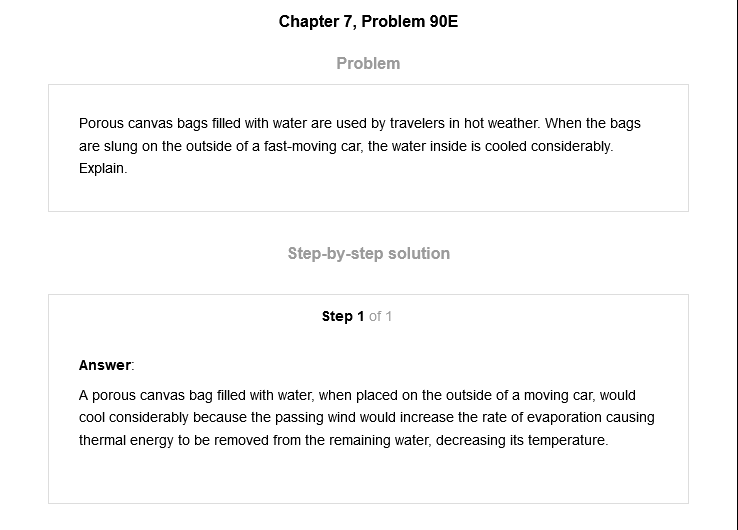 Chapter 7, Problem 90E
Problem
Porous canvas bags filled with water are used by travelers in hot weather. When the bags
are slung on the outside of a fast-moving car, the water inside is cooled considerably.
Explain.
Step-by-step solution
Step 1 of 1
Answer:
A porous canvas bag filled with water, when placed on the outside of a moving car, would
cool considerably because the passing wind would increase the rate of evaporation causing
thermal energy to be removed from the remaining water, decreasing its temperature.